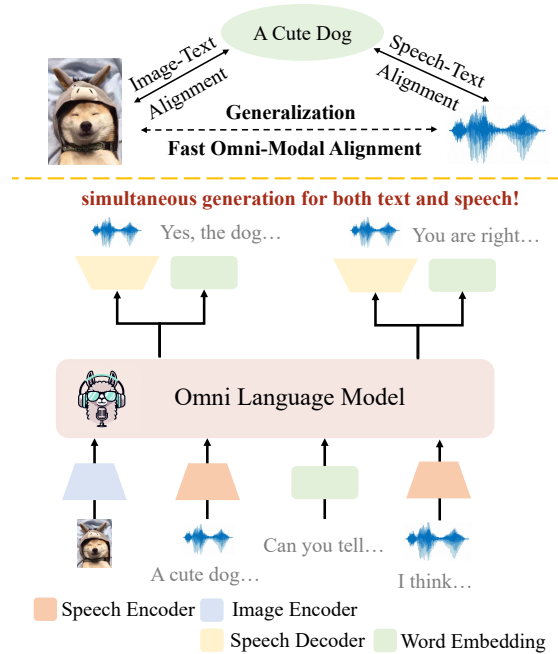 A Cute Dog
Image-Text
Alignment
Speech-Text
Alignment
Generalization
Fast Omni-Modal Alignment
simultaneous generation for both text and speech!
Yes, the dog…
You are right…
Omni Language Model
A cute dog…
Can you tell…
I think…
Speech Encoder
Image Encoder
Speech Decoder
Word Embedding